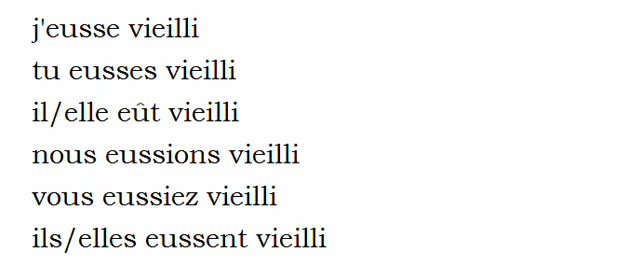 j'eusse vieilli
tu eusses vieilli
il/elle eût vieilli
nous eussions vieilli
vous eussiez vieilli
ils/elles eussent vieilli